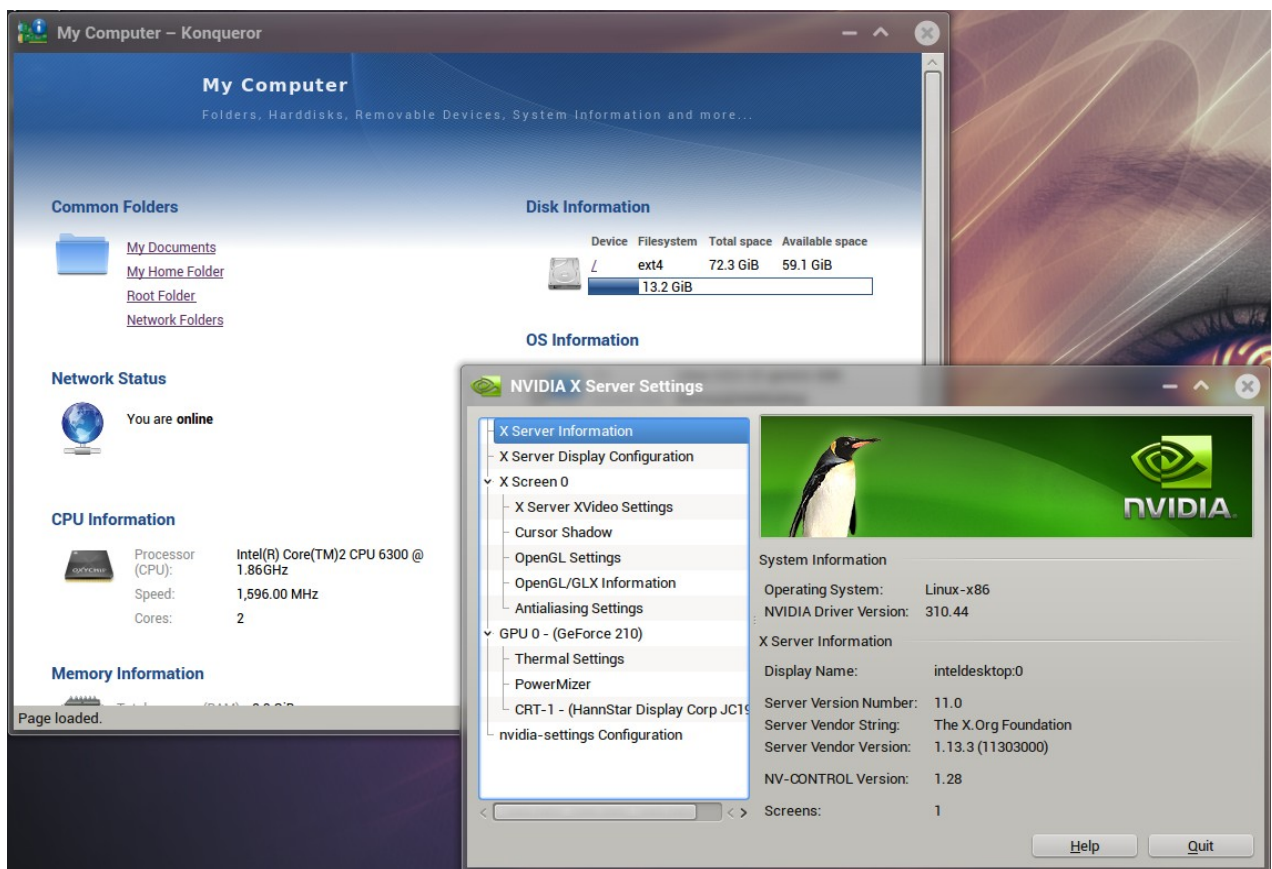 My Computer – Konqueror
My Computer
Folders, Harddisks, Removable Devices, System Information and more...
Common Folders
My Documents
My Home Folder
Root Folder
Network Folders
Disk Information
Device Filesystem Total space Available space
/ ext4 72.3 GiB 59.1 GiB
13.2 GiB
OS Information
Network Status
You are online
CPU Information
Processor (CPU): Intel(R) Core(TM)2 CPU 6300 @
1.86GHz
Speed: 1,596.00 MHz
Cores: 2
Memory Information
Page loaded.
NVIDIA X Server Settings
X Server Information
X Server Display Configuration
X Screen 0
X Server XVideo Settings
Cursor Shadow
OpenGL Settings
OpenGL/GLX Information
Antialiasing Settings
GPU 0 - (GeForce 210)
Thermal Settings
PowerMizer
CRT-1 - (HannStar Display Corp JC19
nvidia-settings Configuration
NVIDIA.
System Information
Operating System: Linux-x86
NVIDIA Driver Version: 310.44
X Server Information
Display Name: inteldesktop:0
Server Version Number: 11.0
Server Vendor String: The X.Org Foundation
Server Vendor Version: 1.13.3 (11303000)
NV-CONTROL Version: 1.28
Screens: 1
Help Quit